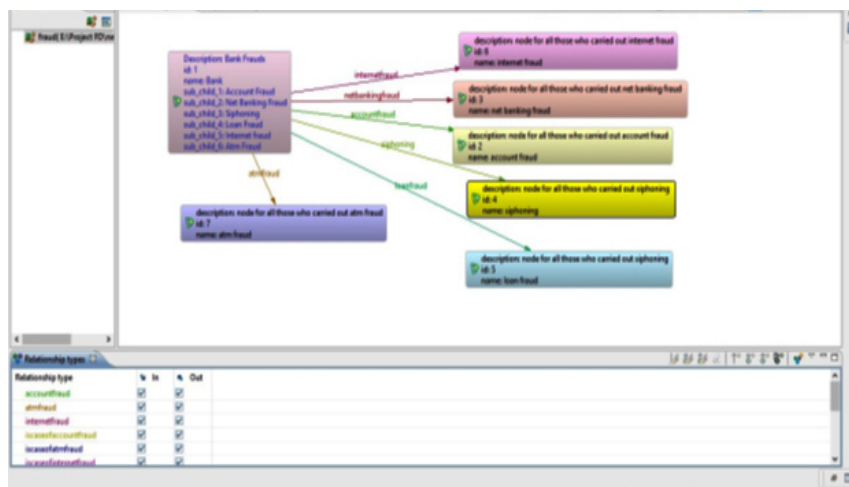 fraud( E:\Project FD\ne
Description: Bank Frauds
id: 1
name: Bank
sub_child_1: Account Fraud
sub_child_2: Net Banking Fraud
sub_child_3: Siphoning
sub_child_4: Loan Fraud
sub_child_5: Internet fraud
sub_child_6: Atm Fraud
internetfraud
netbankingfraud
accountfraud
siphoning
loanfraud
atmfraud
description: node for all those who carried out internet fraud
id: 6
name: internet fraud
description: node for all those who carried out net banking fraud
id: 3
name: net banking fraud
description: node for all those who carried out account fraud
id: 2
name: account fraud
description: node for all those who carried out siphoning
id: 4
name: siphoning
description: node for all those who carried out atm fraud
id: 7
name: atm fraud
description: node for all those who carried out siphoning
id: 5
name: loan fraud
Relationship types
Relationship type In Out
accountfraud
atmfraud
internetfraud
iscaseofaccountfraud
iscaseofatmfraud
iscaseofinternetfraud